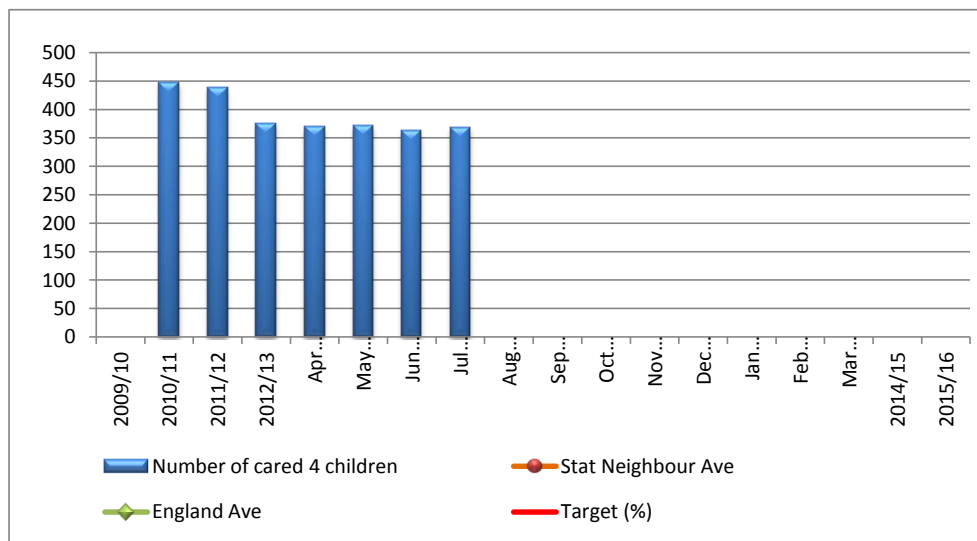 500
450
400
350
300
250
200
150
100
50
0
2009/10
2010/11
2011/12
2012/13
Apr...
May...
Jun...
Jul...
Aug...
Sep...
Oct...
Nov...
Dec...
Jan...
Feb...
Mar...
2014/15
2015/16
Number of cared 4 children
Stat Neighbour Ave
England Ave
Target (%)